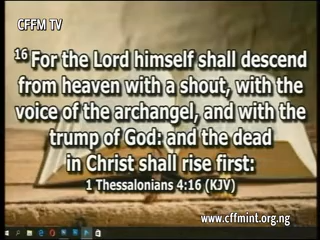 CFFM TV
16 For the Lord himself shall descend
from heaven with a shout, with the
voice of the archangel, and with the
trump of God: and the dead
in Christ shall rise first:
1 Thessalonians 4:16 (KJV)
www.cffmint.org.ng